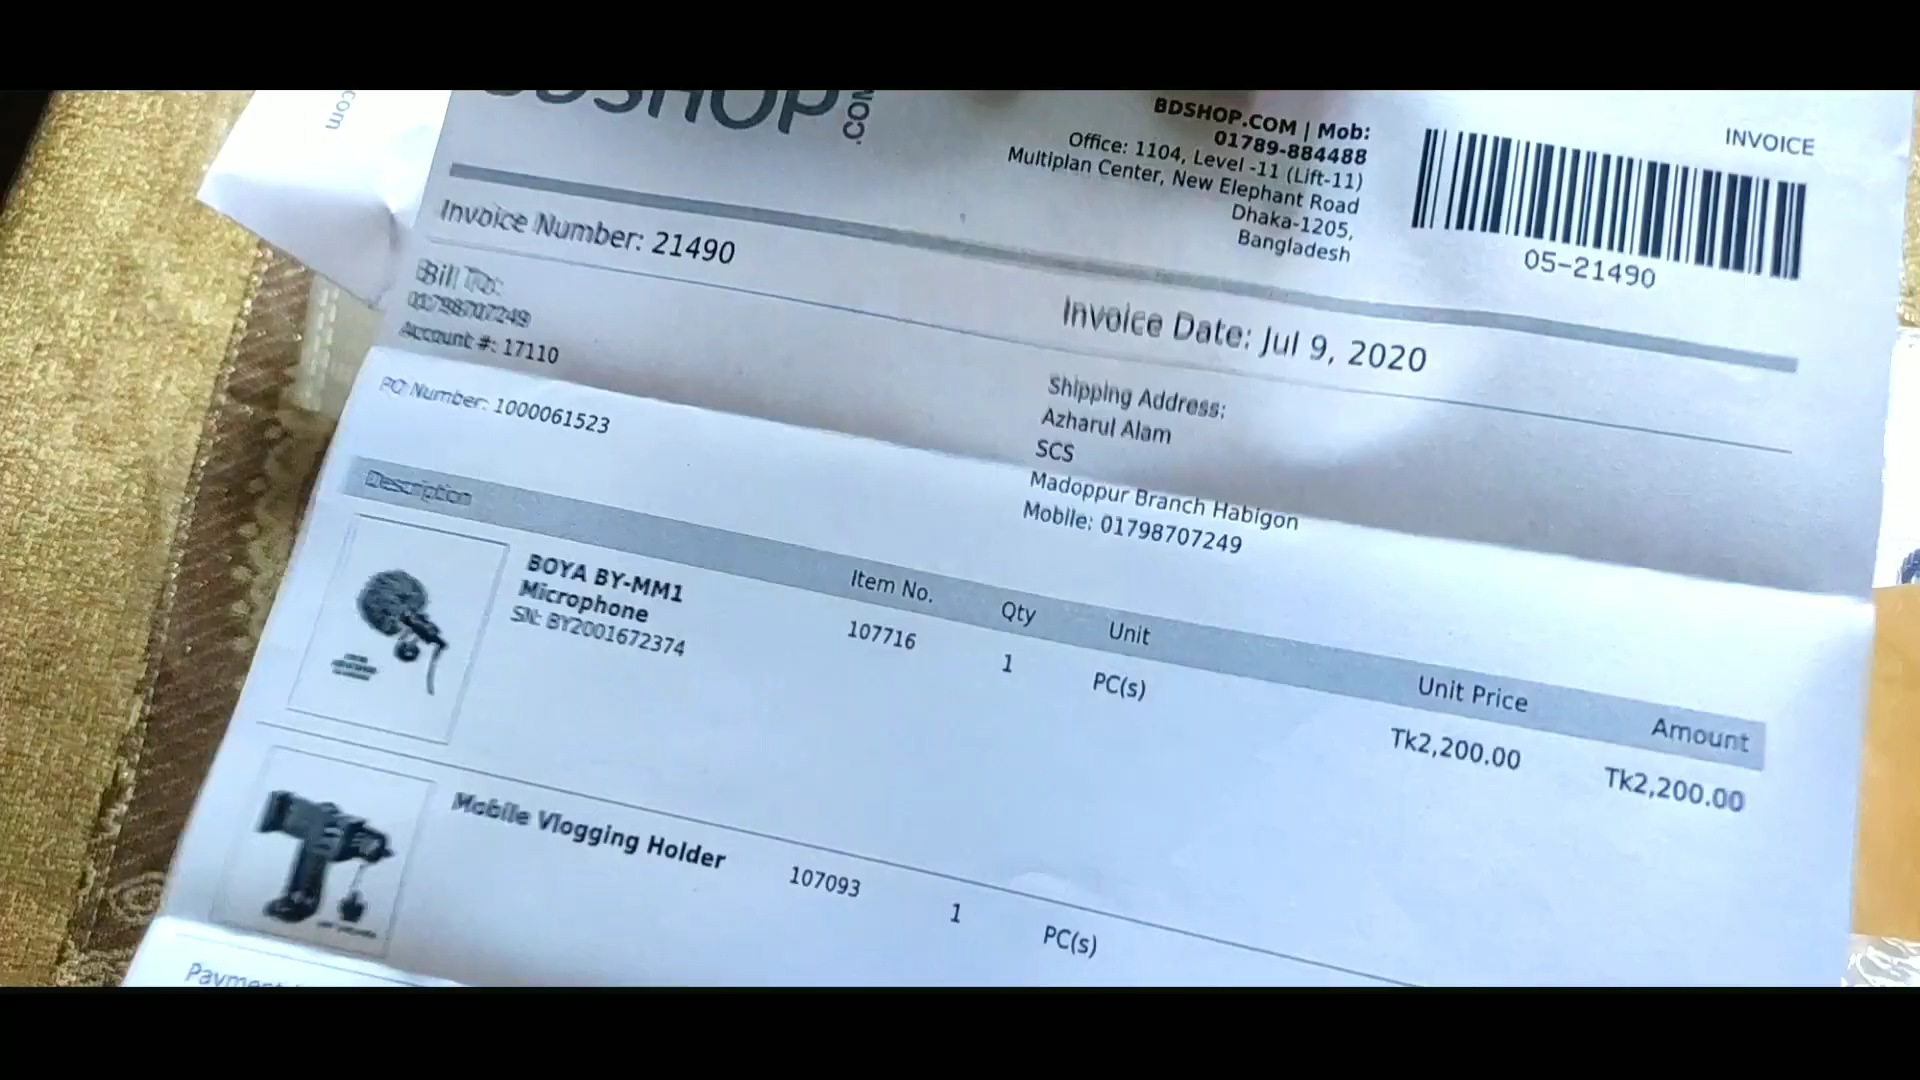 com
BDSHOP.COM
BDSHOP.COM | Mob:
01789-884488
Office: 1104, Level -11 (Lift-11)
Multiplan Center, New Elephant Road
Dhaka-1205,
Bangladesh
INVOICE
05-21490
Invoice Number: 21490
Invoice Date: Jul 9, 2020
Bill To:
01798707249
Account #: 17110
PO Number: 1000061523
Shipping Address:
Azharul Alam
SCS
Madoppur Branch Habigon
Mobile: 01798707249
Description Item No. Qty Unit Unit Price Amount
BOYA BY-MM1
Microphone
SN: BY2001672374
107716 1 PC(s) Tk2,200.00 Tk2,200.00
Mobile Vlogging Holder 107093 1 PC(s)
Payment